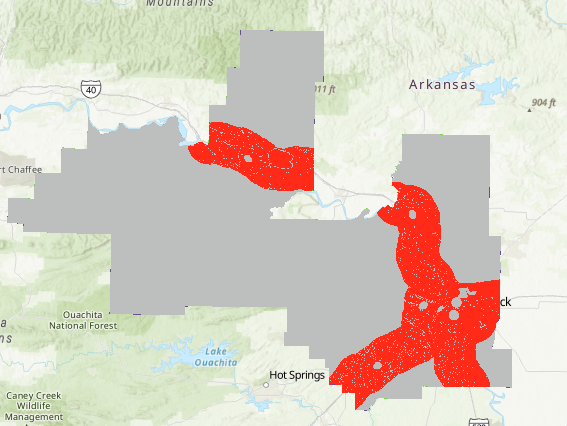 Mountains
40
011 ft
Arkansas
904 ft
rt Chaffee
Ouachita
National Forest
ck
Lake
Ouachita
Hot Springs
Caney Creek
Wildlife
Management